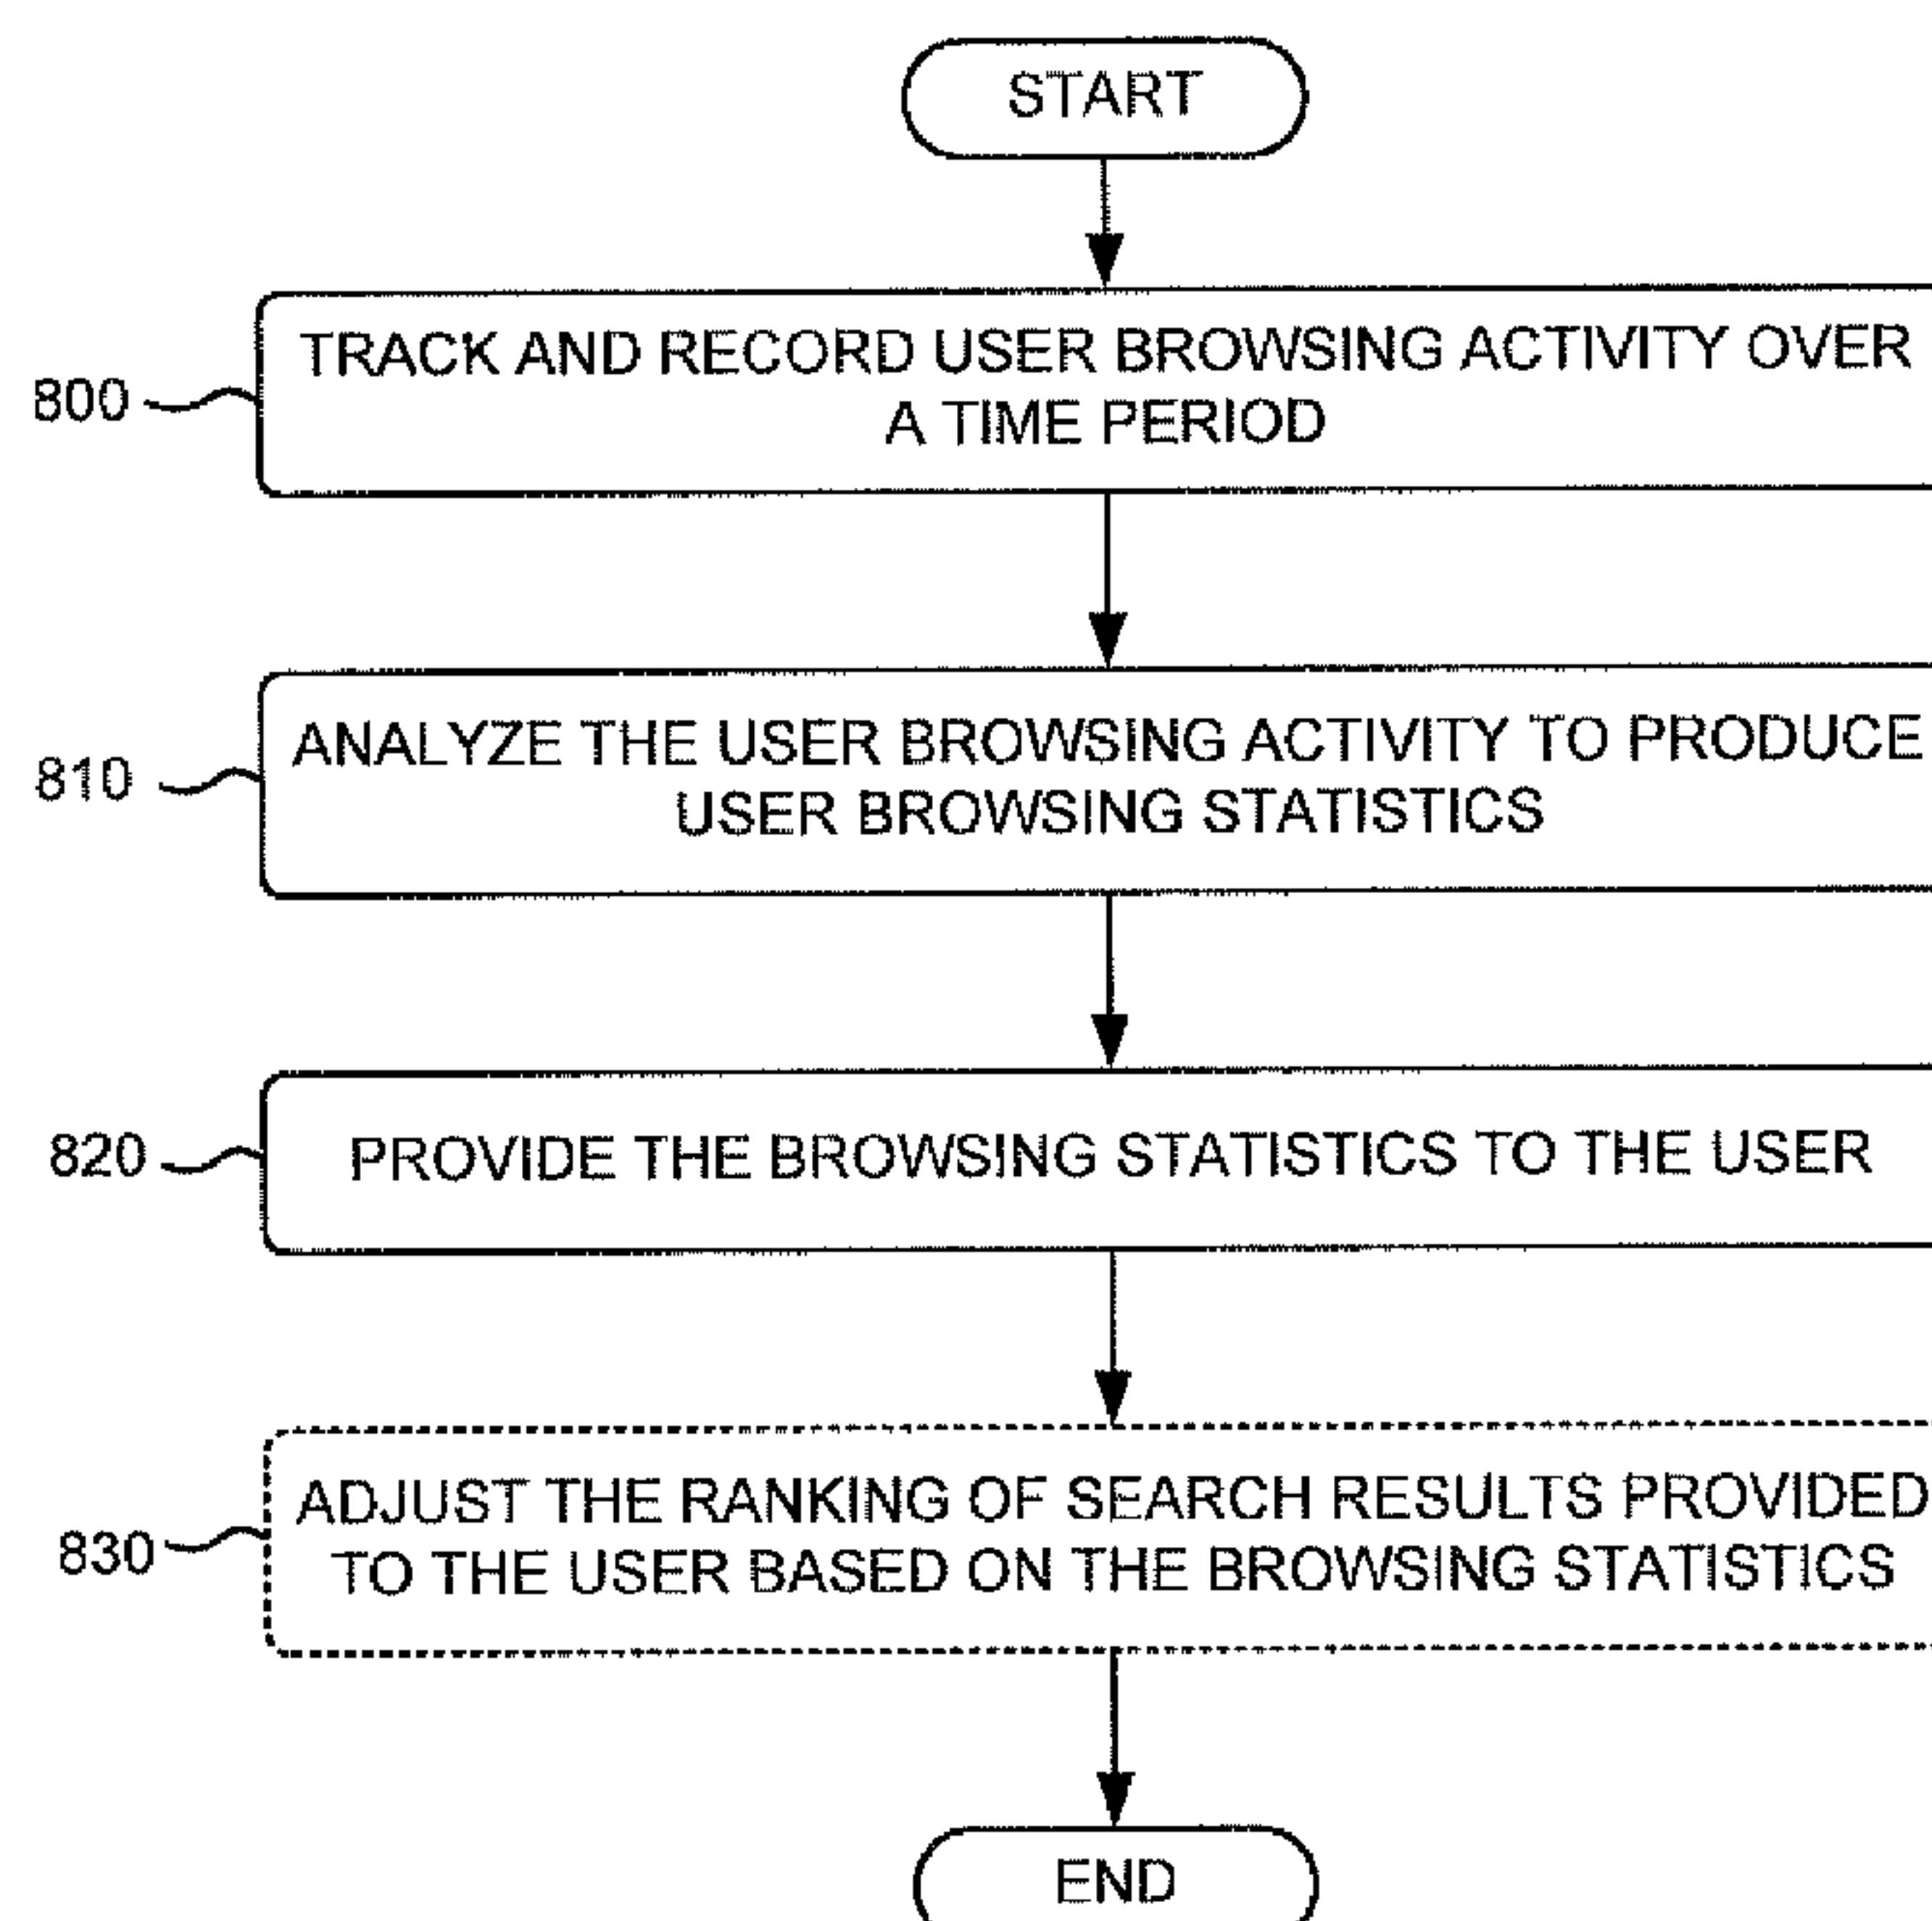 START
800
TRACK AND RECORD USER BROWSING ACTIVITY OVER
A TIME PERIOD
810
ANALYZE THE USER BROWSING ACTIVITY TO PRODUCE
USER BROWSING STATISTICS
820
PROVIDE THE BROWSING STATISTICS TO THE USER
830
ADJUST THE RANKING OF SEARCH RESULTS PROVIDED
TO THE USER BASED ON THE BROWSING STATISTICS
END